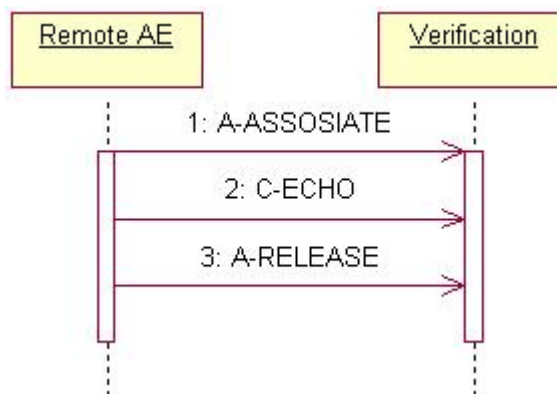 Remote AE
Verification
1: A-ASSOSIATE
2: C-ECHO
3: A-RELEASE